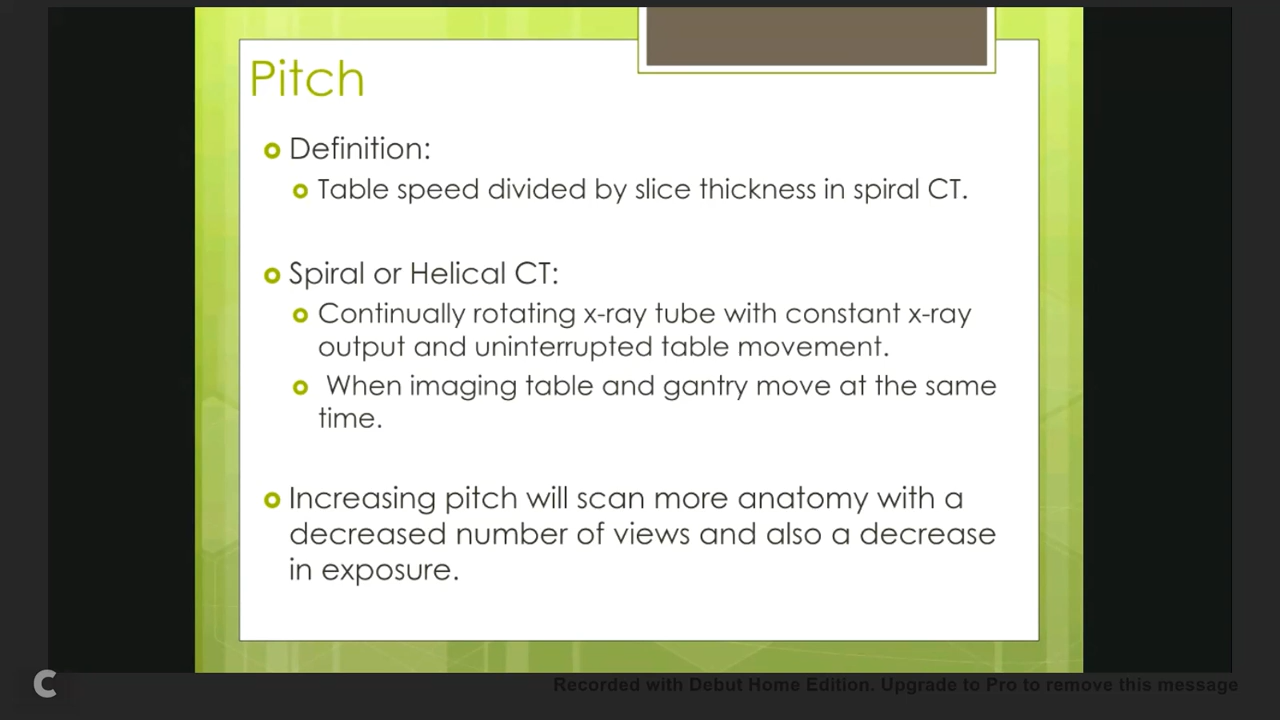 Pitch
Definition:
Table speed divided by slice thickness in spiral CT.
Spiral or Helical CT:
Continually rotating x-ray tube with constant x-ray
output and uninterrupted table movement.
When imaging table and gantry move at the same
time.
Increasing pitch will scan more anatomy with a
decreased number of views and also a decrease
in exposure.
C
Recorded with Debut Home Edition. Upgrade to Pro to remove this message